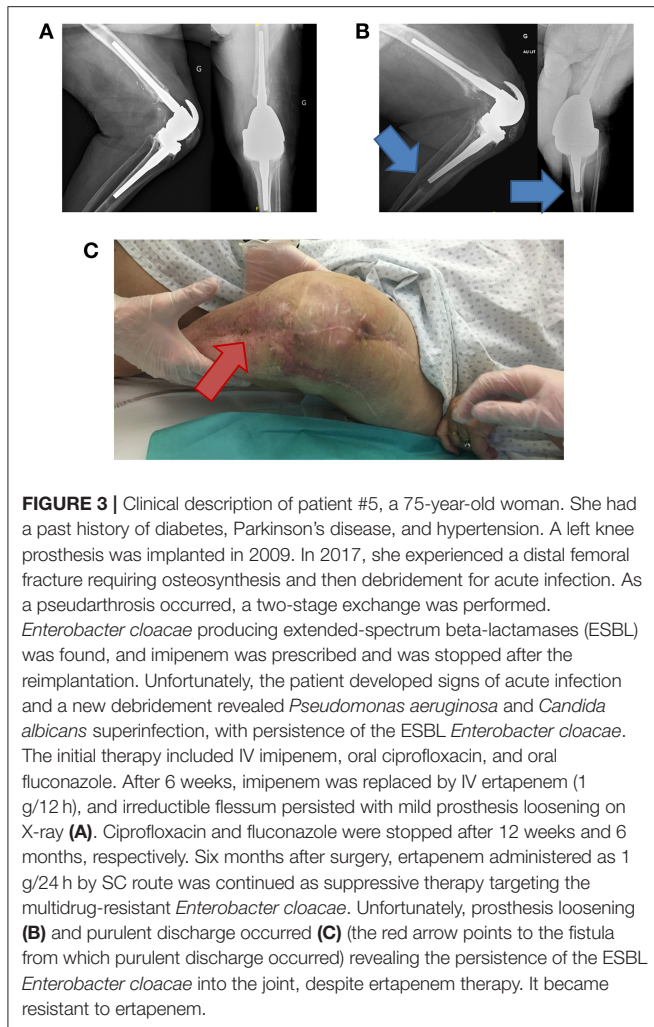 A
B
G
G
G
AU LIT
C
FIGURE 3 | Clinical description of patient #5, a 75-year-old woman. She had
a past history of diabetes, Parkinson's disease, and hypertension. A left knee
prosthesis was implanted in 2009. In 2017, she experienced a distal femoral
fracture requiring osteosynthesis and then debridement for acute infection. As
a pseudarthrosis occurred, a two-stage exchange was performed.
Enterobacter cloacae producing extended-spectrum beta-lactamases (ESBL)
was found, and imipenem was prescribed and was stopped after the
reimplantation. Unfortunately, the patient developed signs of acute infection
and a new debridement revealed Pseudomonas aeruginosa and Candida
albicans superinfection, with persistence of the ESBL Enterobacter cloacae.
The initial therapy included IV imipenem, oral ciprofloxacin, and oral
fluconazole. After 6 weeks, imipenem was replaced by IV ertapenem (1
g/12 h), and irreductible flessum persisted with mild prosthesis loosening on
X-ray (A). Ciprofloxacin and fluconazole were stopped after 12 weeks and 6
months, respectively. Six months after surgery, ertapenem administered as 1
g/24 h by SC route was continued as suppressive therapy targeting the
multidrug-resistant Enterobacter cloacae. Unfortunately, prosthesis loosening
(B) and purulent discharge occurred (C) (the red arrow points to the fistula
from which purulent discharge occurred) revealing the persistence of the ESBL
Enterobacter cloacae into the joint, despite ertapenem therapy. It became
resistant to ertapenem.